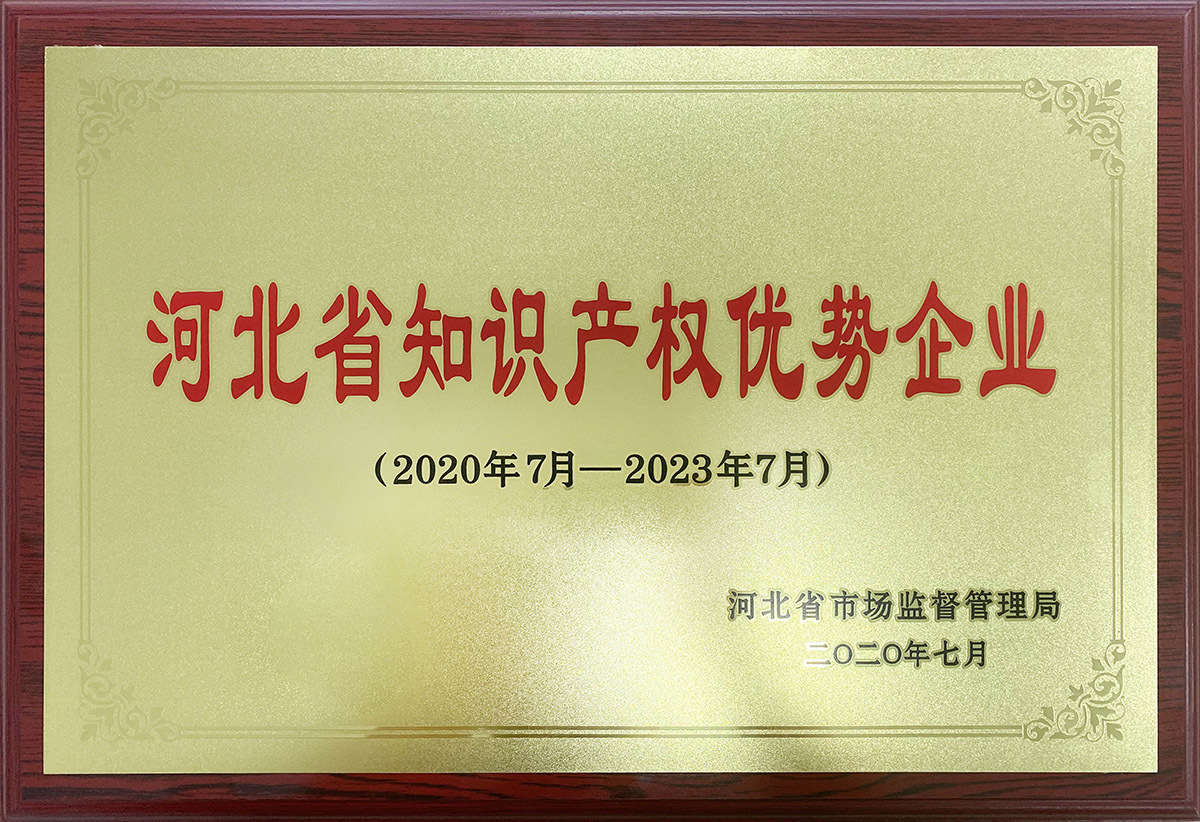 河北省知识产权优势企业
（2020年7月—2023年7月）
河北省市场监督管理局
二〇二〇年七月